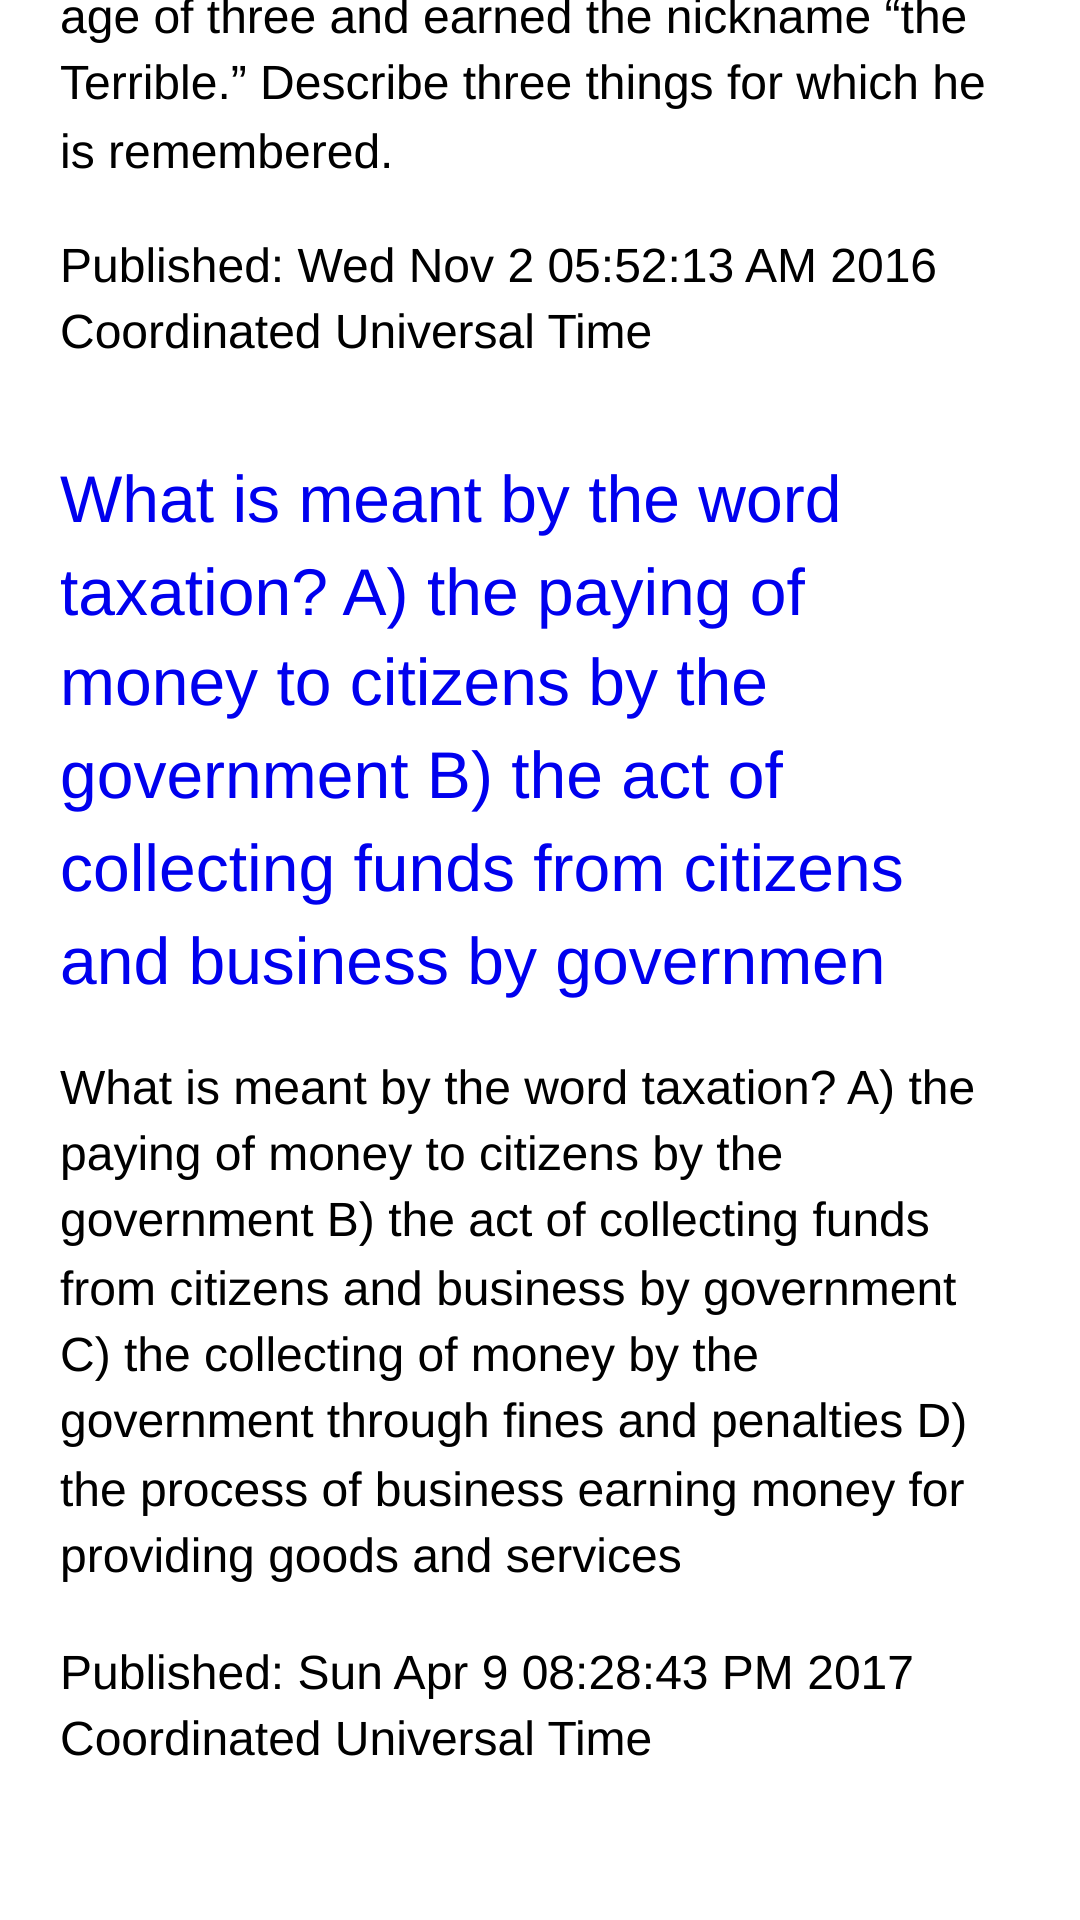 age of three and earned the nickname “the
Terrible.” Describe three things for which he
is remembered.
Published: Wed Nov 2 05:52:13 AM 2016
Coordinated Universal Time
What is meant by the word
taxation? A) the paying of
money to citizens by the
government B) the act of
collecting funds from citizens
and business by governmen
What is meant by the word taxation? A) the
paying of money to citizens by the
government B) the act of collecting funds
from citizens and business by government
C) the collecting of money by the
government through fines and penalties D)
the process of business earning money for
providing goods and services
Published: Sun Apr 9 08:28:43 PM 2017
Coordinated Universal Time